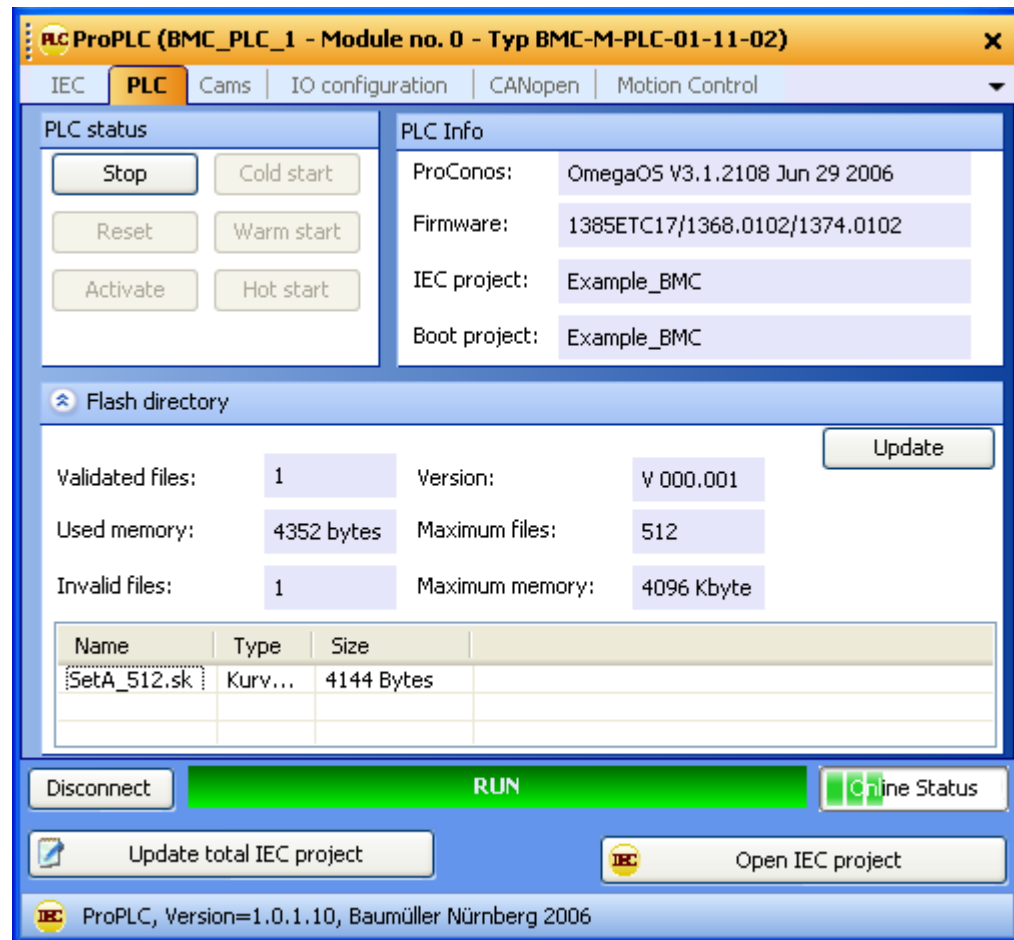 PLC ProPLC (BMC_PLC_1 - Module no. 0 - Typ BMC-M-PLC-01-11-02)
IEC PLC Cams IO configuration CANopen Motion Control
PLC status
Stop Cold start
Reset Warm start
Activate Hot start
PLC Info
ProConos: OmegaOS V3.1.2108 Jun 29 2006
Firmware: 1385ETC17/1368.0102/1374.0102
IEC project: Example_BMC
Boot project: Example_BMC
Flash directory
Update
Validated files: 1 Version: V 000.001
Used memory: 4352 bytes Maximum files: 512
Invalid files: 1 Maximum memory: 4096 Kbyte
Name Type Size
SetA_512.sk Kurv... 4144 Bytes
Disconnect RUN Online Status
Update total IEC project IEC Open IEC project
IEC ProPLC, Version=1.0.1.10, Baumüller Nürnberg 2006